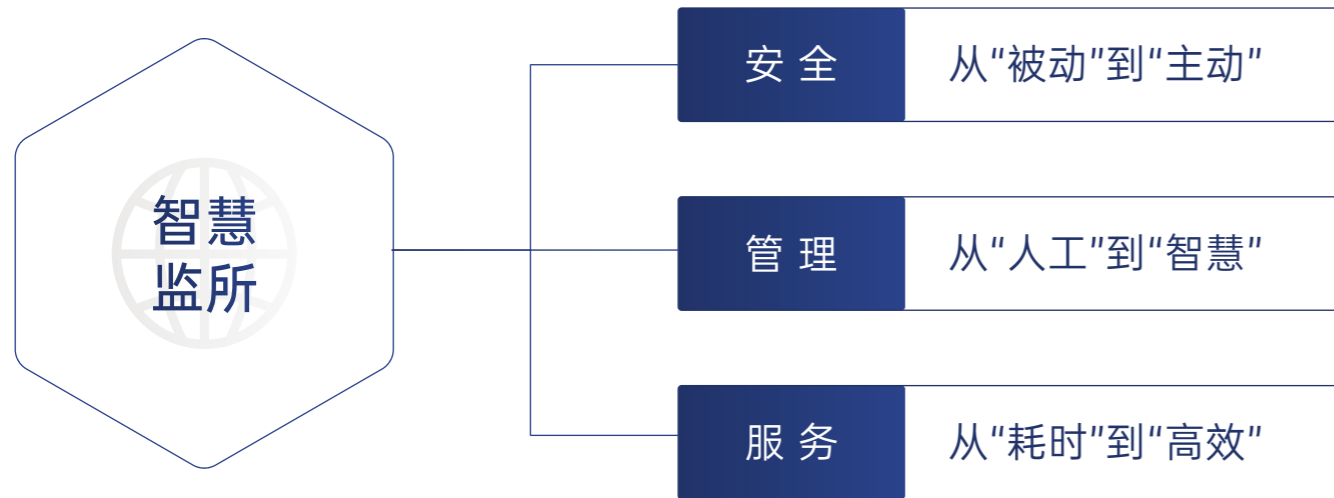 智慧
监所
安全
从“被动”到“主动”
管理
从“人工”到“智慧”
服务
从“耗时”到“高效”